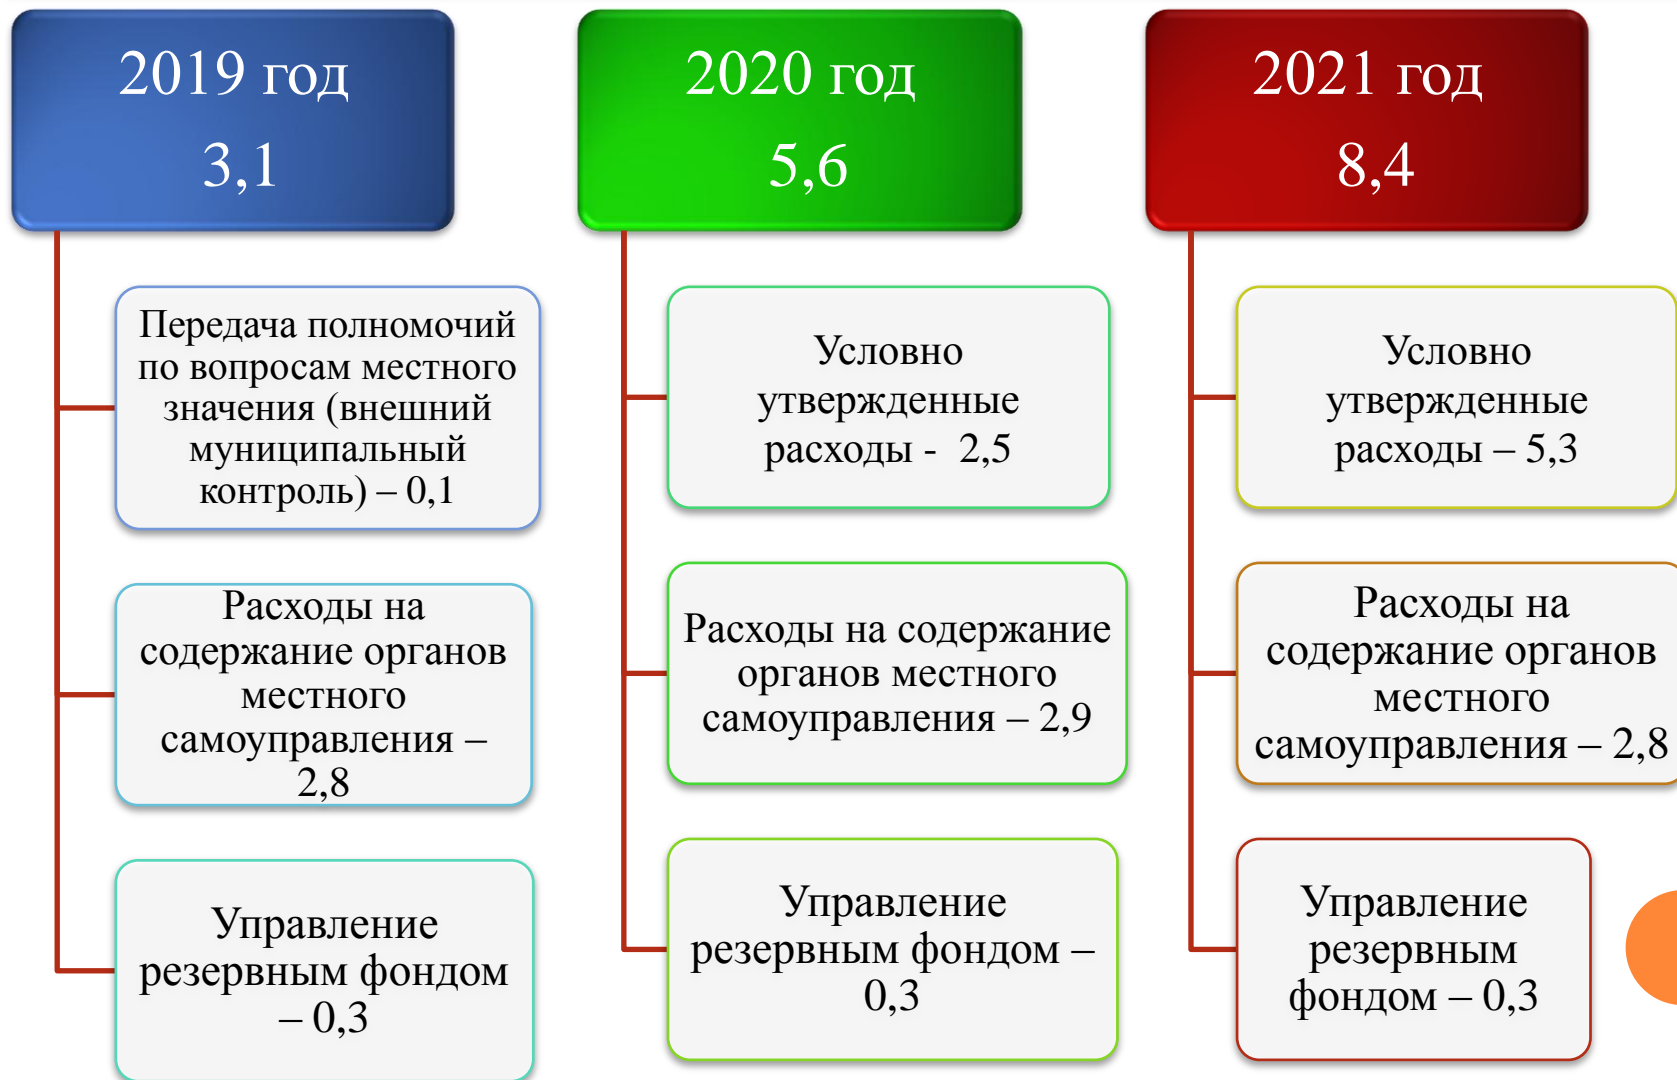 2019 год
3,1
Передача полномочий
по вопросам местного
значения (внешний
муниципальный
контроль) – 0,1
Расходы на
содержание органов
местного
самоуправления –
2,8
Управление
резервным фондом
– 0,3
2020 год
5,6
Условно
утвержденные
расходы - 2,5
Расходы на содержание
органов местного
самоуправления – 2,9
Управление
резервным фондом –
0,3
2021 год
8,4
Условно
утвержденные
расходы – 5,3
Расходы на
содержание органов
местного
самоуправления – 2,8
Управление
резервным
фондом – 0,3